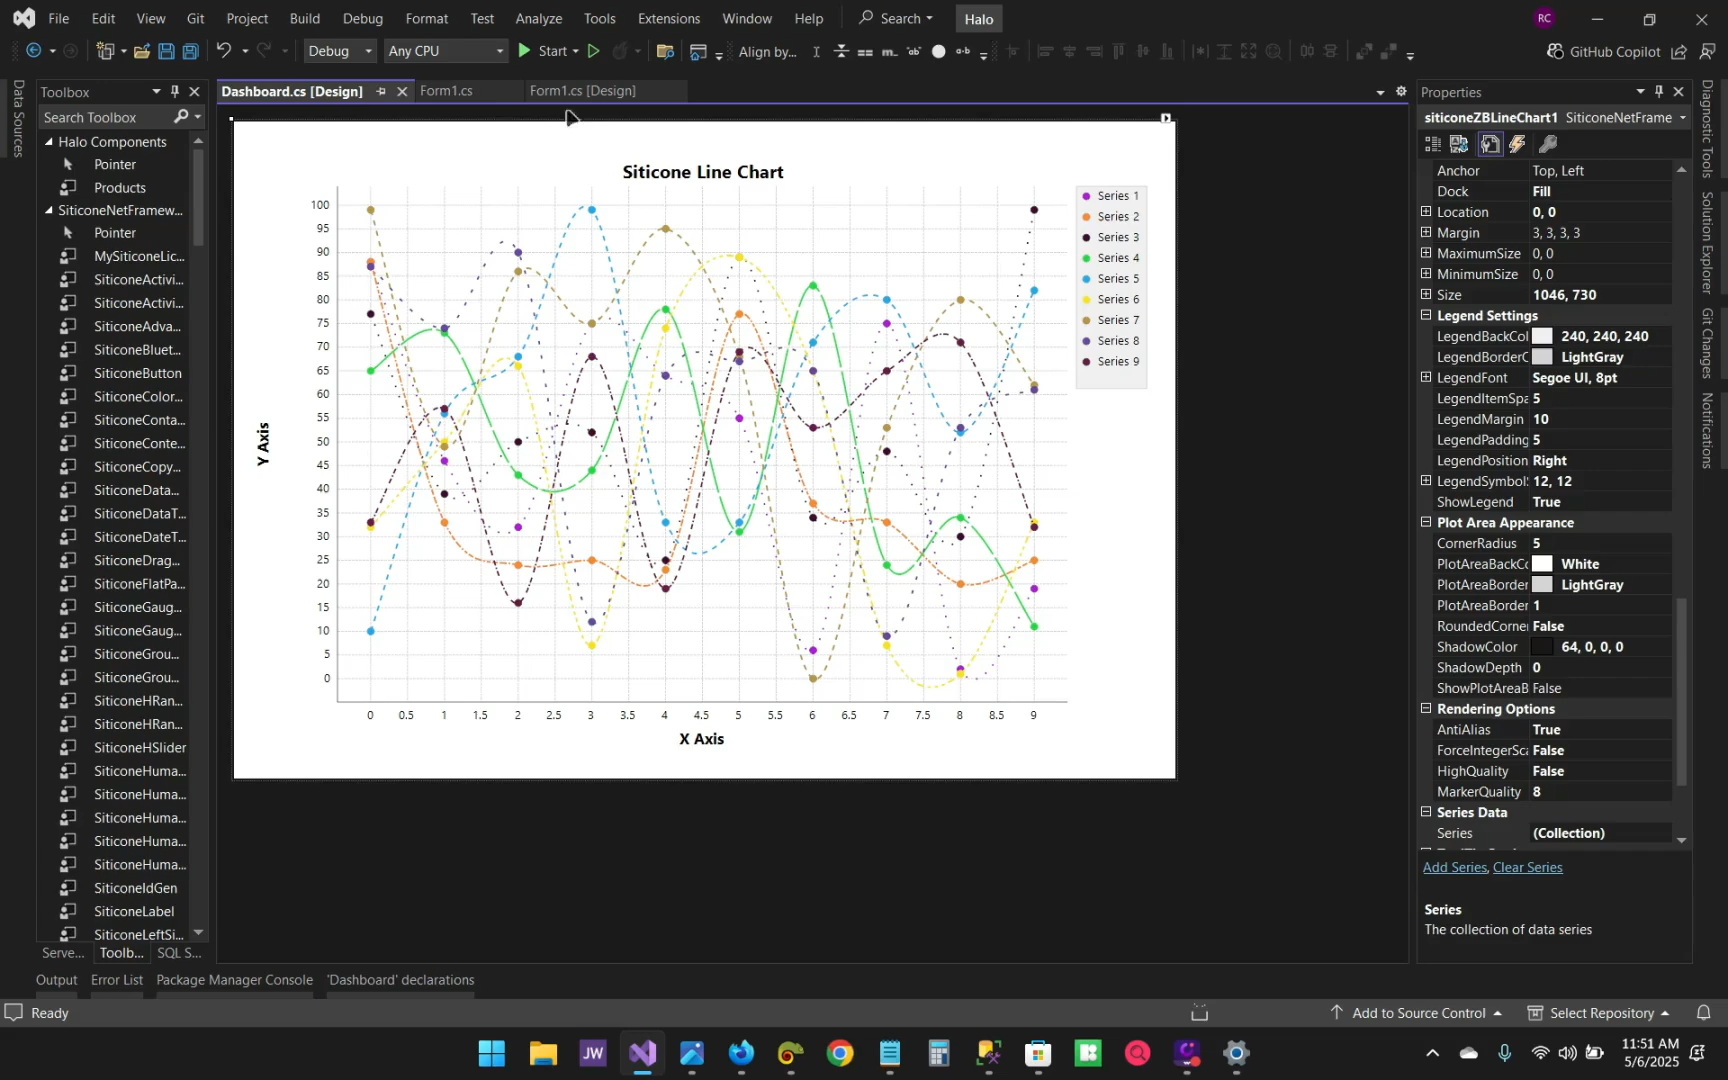 File Edit View Git Project Build Debug Format Test Analyze Tools Extensions Window Help Search Halo RC
Debug Any CPU Start Align by... GitHub Copilot
Data Sources
Toolbox
Search Toolbox
Halo Components
Pointer
Products
SiticoneNetFramew...
Pointer
MySiticoneLic...
SiticoneActivi...
SiticoneActivi...
SiticoneAdva...
SiticoneBluet...
SiticoneButton
SiticoneColor...
SiticoneConta...
SiticoneConte...
SiticoneCopy...
SiticoneData...
SiticoneDataT...
SiticoneDateT...
SiticoneDrag...
SiticoneFlatPa...
SiticoneGaug...
SiticoneGaug...
SiticoneGrou...
SiticoneGrou...
SiticoneHRan...
SiticoneHRan...
SiticoneHSlider
SiticoneHuma...
SiticoneHuma...
SiticoneHuma...
SiticoneHuma...
SiticoneHuma...
SiticoneIdGen
SiticoneLabel
SiticoneLeftSi...
Serve... Toolb... SQL S...
Dashboard.cs [Design] Form1.cs Form1.cs [Design]
Siticone Line Chart
100
95
90
85
80
75
70
65
60
55
50
45
40
35
30
25
20
15
10
5
0
Y Axis
0 0.5 1 1.5 2 2.5 3 3.5 4 4.5 5 5.5 6 6.5 7 7.5 8 8.5 9
X Axis
Series 1
Series 2
Series 3
Series 4
Series 5
Series 6
Series 7
Series 8
Series 9
Properties
siticoneZBLineChart1 SiticoneNetFrame
Anchor Top, Left
Dock Fill
Location 0, 0
Margin 3, 3, 3, 3
MaximumSize 0, 0
MinimumSize 0, 0
Size 1046, 730
Legend Settings
LegendBackCol 240, 240, 240
LegendBorderC LightGray
LegendFont Segoe UI, 8pt
LegendItemSpa 5
LegendMargin 10
LegendPadding 5
LegendPosition Right
LegendSymbol 12, 12
ShowLegend True
Plot Area Appearance
CornerRadius 5
PlotAreaBackCo White
PlotAreaBorder LightGray
PlotAreaBorder 1
RoundedCorner False
ShadowColor 64, 0, 0, 0
ShadowDepth 0
ShowPlotAreaB False
Rendering Options
AntiAlias True
ForceIntegerSca False
HighQuality False
MarkerQuality 8
Series Data
Series (Collection)
Add Series, Clear Series
Series
The collection of data series
Diagnostic Tools
Solution Explorer
Git Changes
Notifications
Output Error List Package Manager Console 'Dashboard' declarations
Ready Add to Source Control Select Repository
JW
11:51 AM
5/6/2025